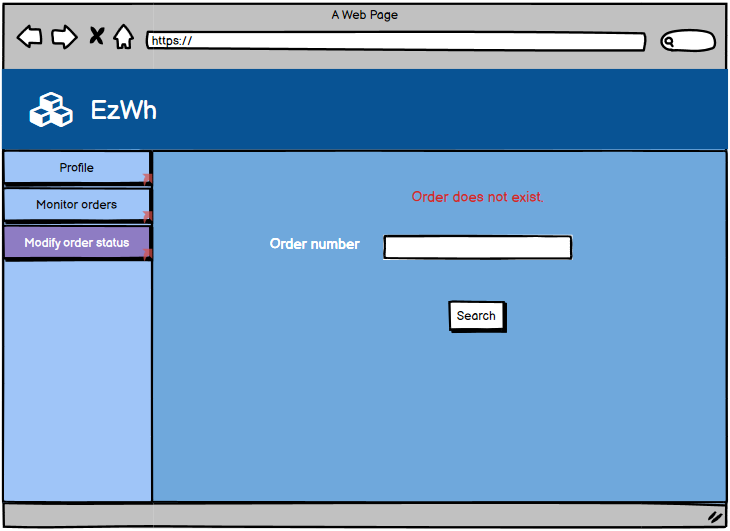 A Web Page
https://
EzWh
Profile
Monitor orders
Modify order status
Order does not exist.
Order number
Search